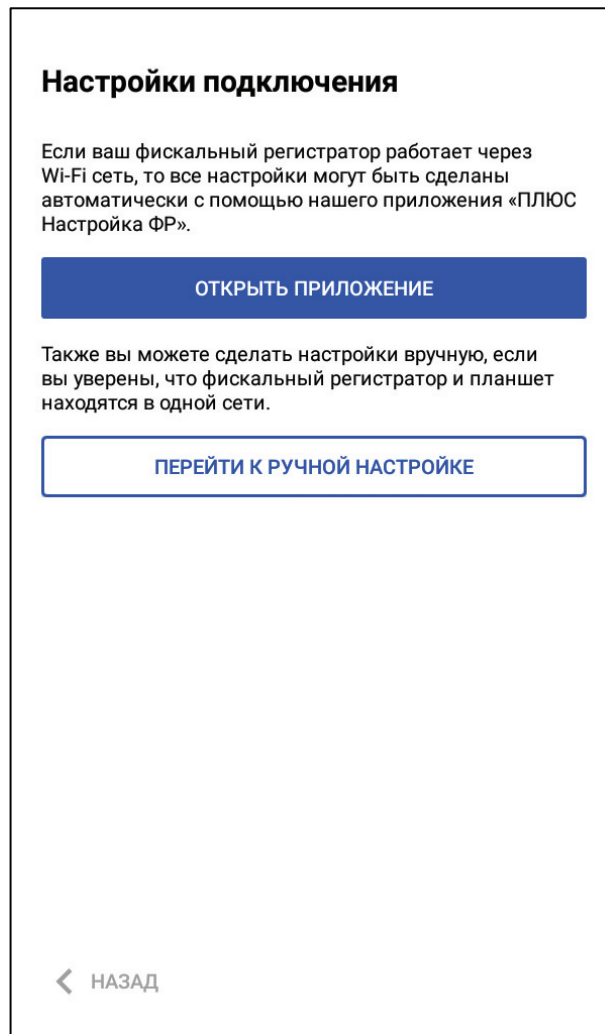 Настройки подключения
Если ваш фискальный регистратор работает через
Wi-Fi сеть, то все настройки могут быть сделаны
автоматически с помощью нашего приложения «ПЛЮС
Настройка ФР».
ОТКРЫТЬ ПРИЛОЖЕНИЕ
Также вы можете сделать настройки вручную, если
вы уверены, что фискальный регистратор и планшет
находятся в одной сети.
ПЕРЕЙТИ К РУЧНОЙ НАСТРОЙКЕ
НАЗАД